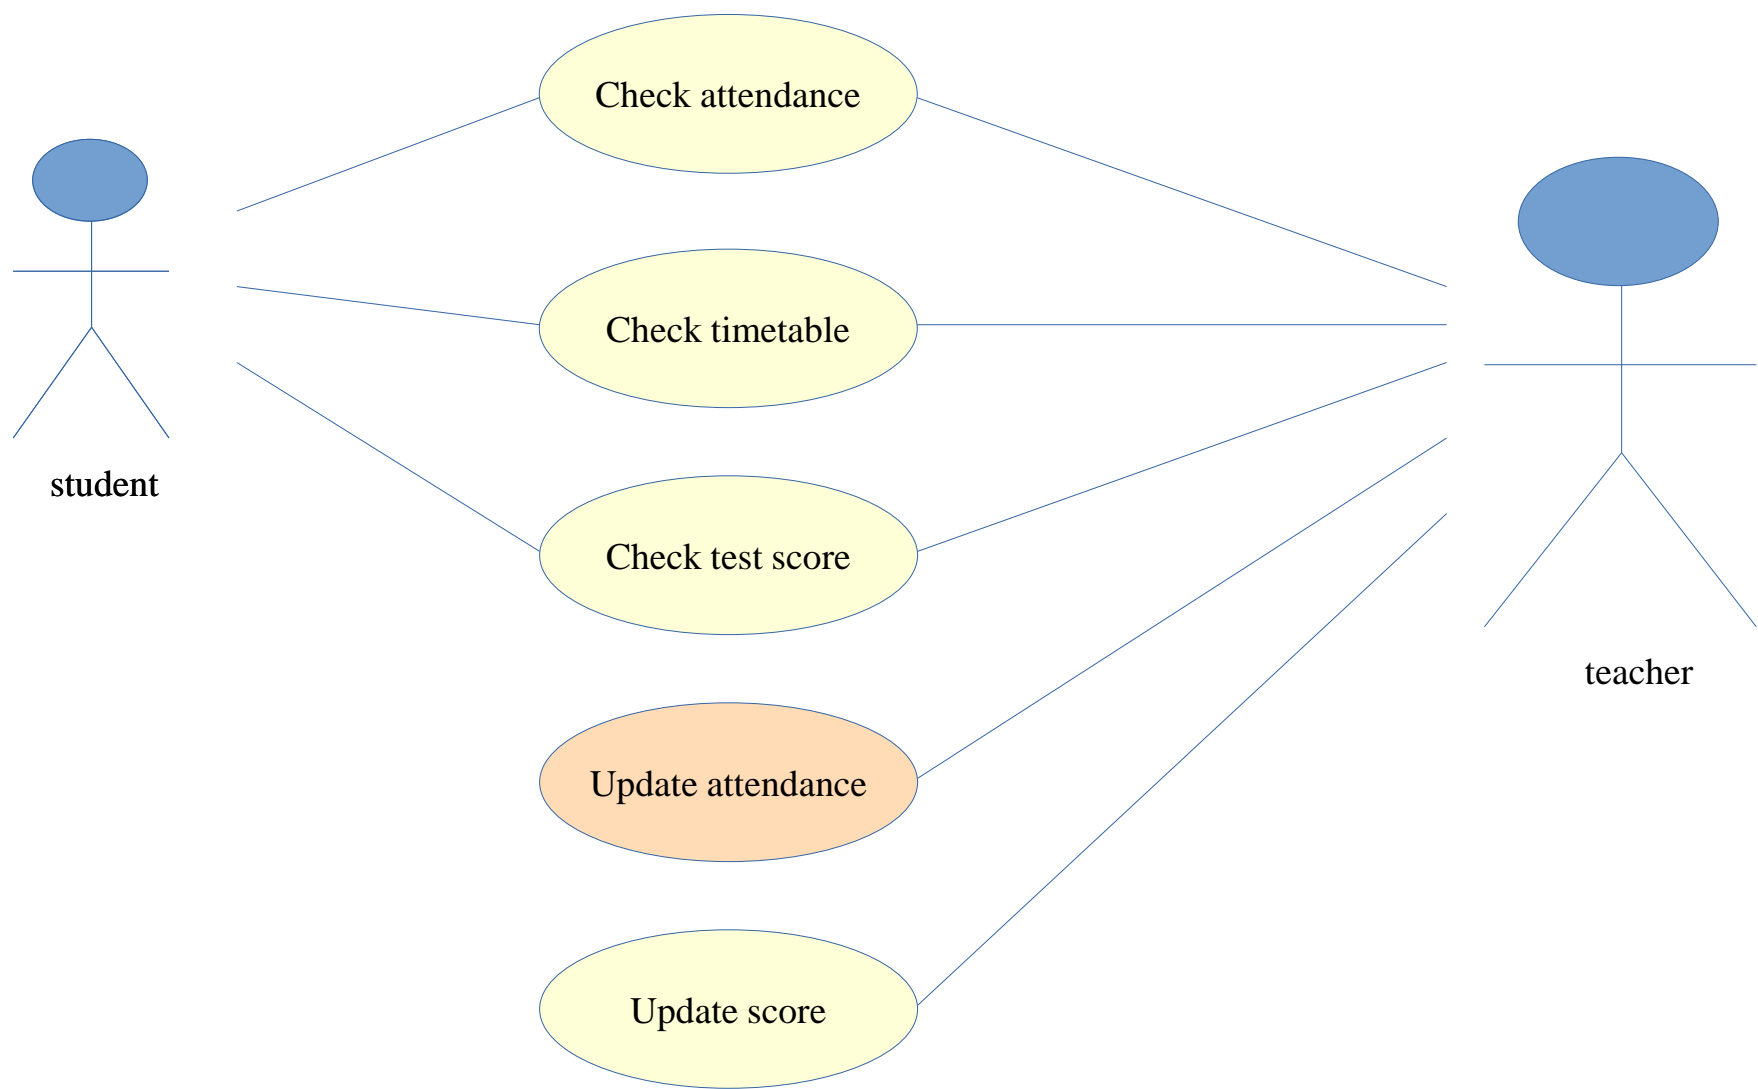 Check attendance
Check timetable
student
Check test score
teacher
Update attendance
Update score